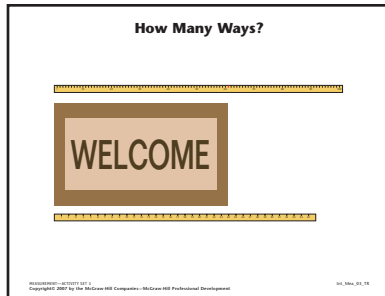 How Many Ways?
WELCOME
MEASUREMENT—ACTIVITY SET 3
Copyright© 2007 by the McGraw-Hill Companies—McGraw-Hill Professional Development